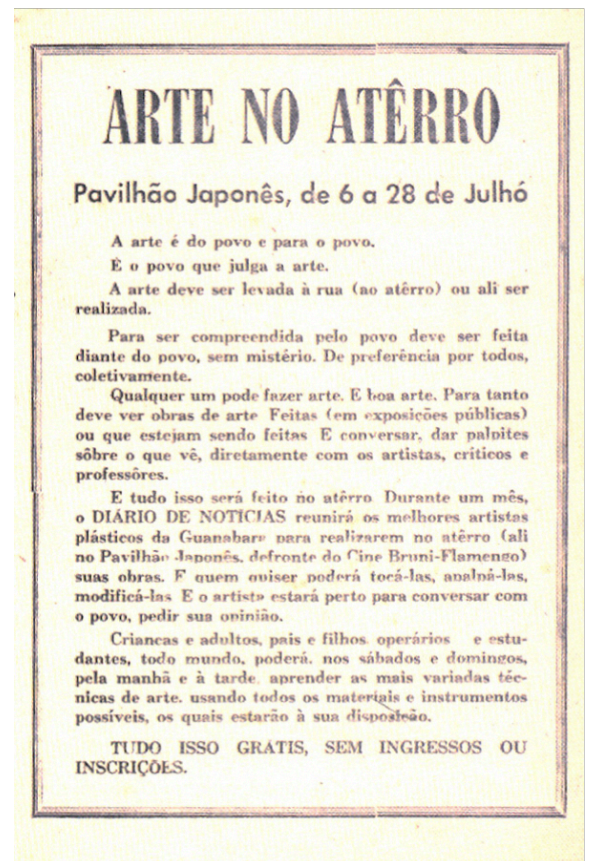 ARTE NO ATÊRRO
Pavilhão Japonês, de 6 a 28 de Julhó
A arte é do povo e para o povo.
É o povo que julga a arte.
A arte deve ser levada à rua (ao atêrro) ou ali ser
realizada.
Para ser compreendida pelo povo deve ser feita
diante do povo, sem mistério. De preferência por todos,
coletivamente.
Qualquer um pode fazer arte. E boa arte. Para tanto
deve ver obras de arte Feitas (em exposições públicas)
ou que estejam sendo feitas E conversar, dar palpites
sôbre o que vê, diretamente com os artistas, críticos e
professôres.
E tudo isso será feito no atêrro Durante um mês,
o DIÁRIO DE NOTÍCIAS reunirá os melhores artistas
plásticos da Guanabara para realizarem no atêrro (ali
no Pavilhão Japonês, defronte do Cine Bruni-Flamengo)
suas obras. E quem quiser poderá tocá-las, apalpá-las,
modificá-las E o artista estará perto para conversar com
o povo, pedir sua opinião.
Crianças e adultos, pais e filhos operários e estu-
dantes, todo mundo, poderá, nos sábados e domingos,
pela manhã e à tarde aprender as mais variadas téc-
nicas de arte, usando todos os materiais e instrumentos
possíveis, os quais estarão à sua disposição.
TUDO ISSO GRÁTIS, SEM INGRESSOS OU
INSCRIÇÕES.